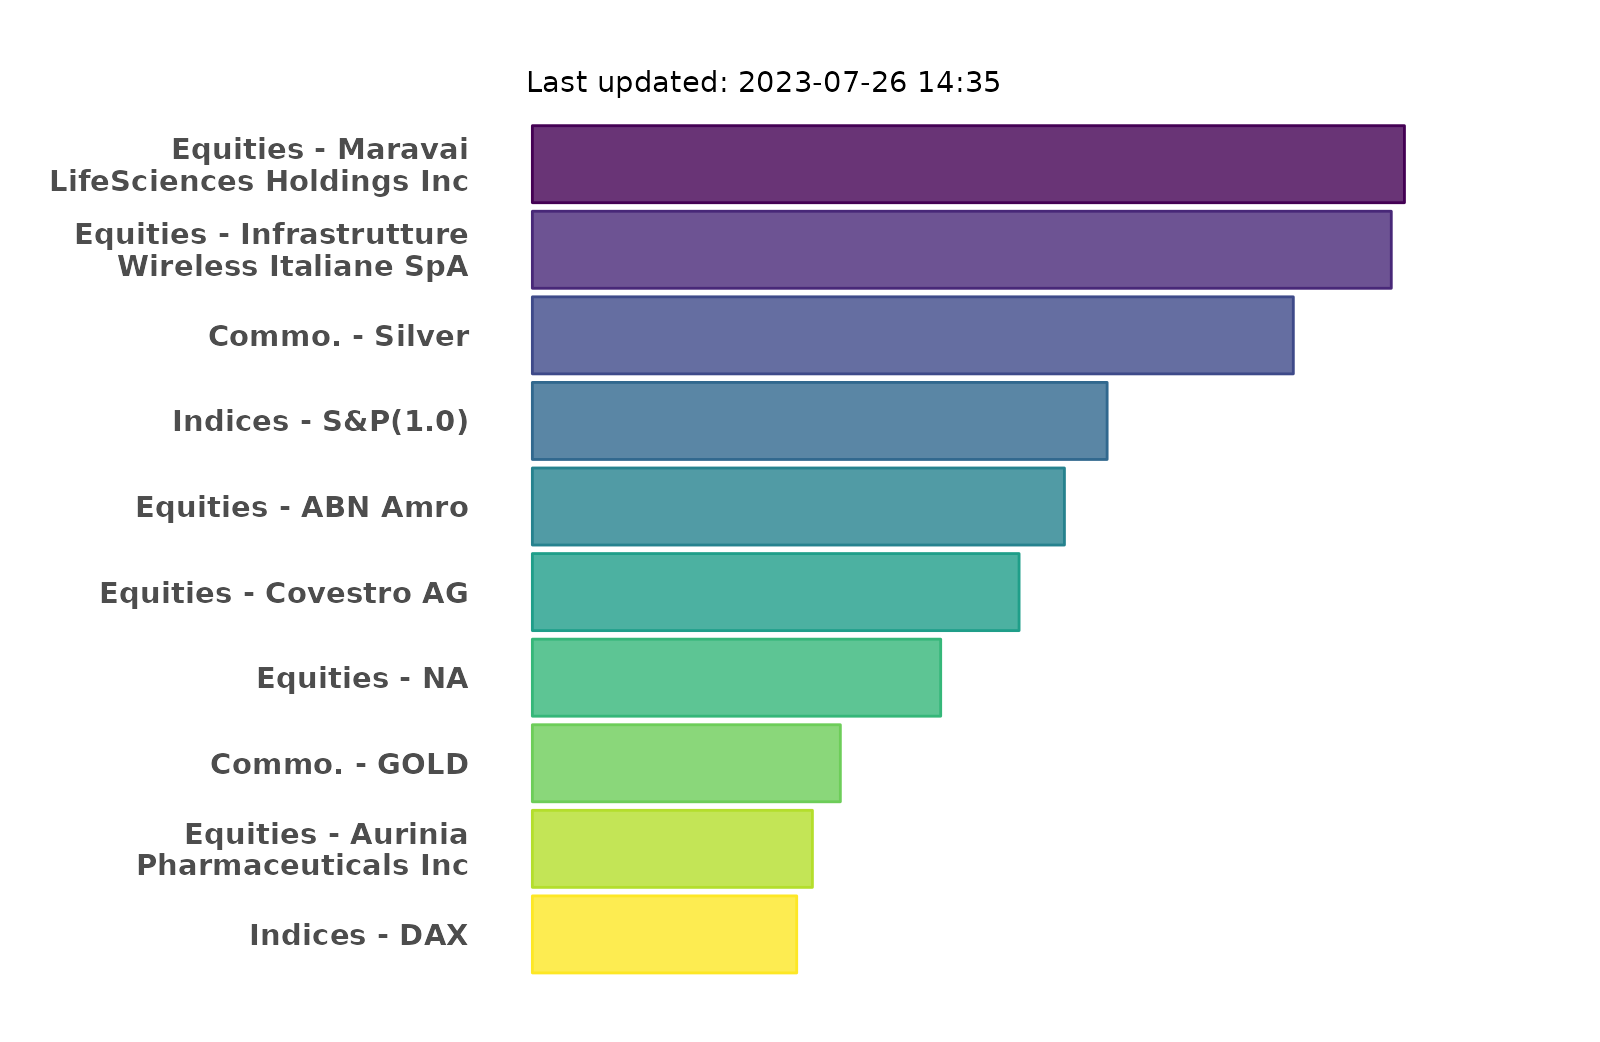 Last updated: 2023-07-26 14:35
Equities - Maravai
LifeSciences Holdings Inc
Equities - Infrastrutture
Wireless Italiane SpA
Commo. - Silver
Indices - S&P(1.0)
Equities - ABN Amro
Equities - Covestro AG
Equities - NA
Commo. - GOLD
Equities - Aurinia
Pharmaceuticals Inc
Indices - DAX